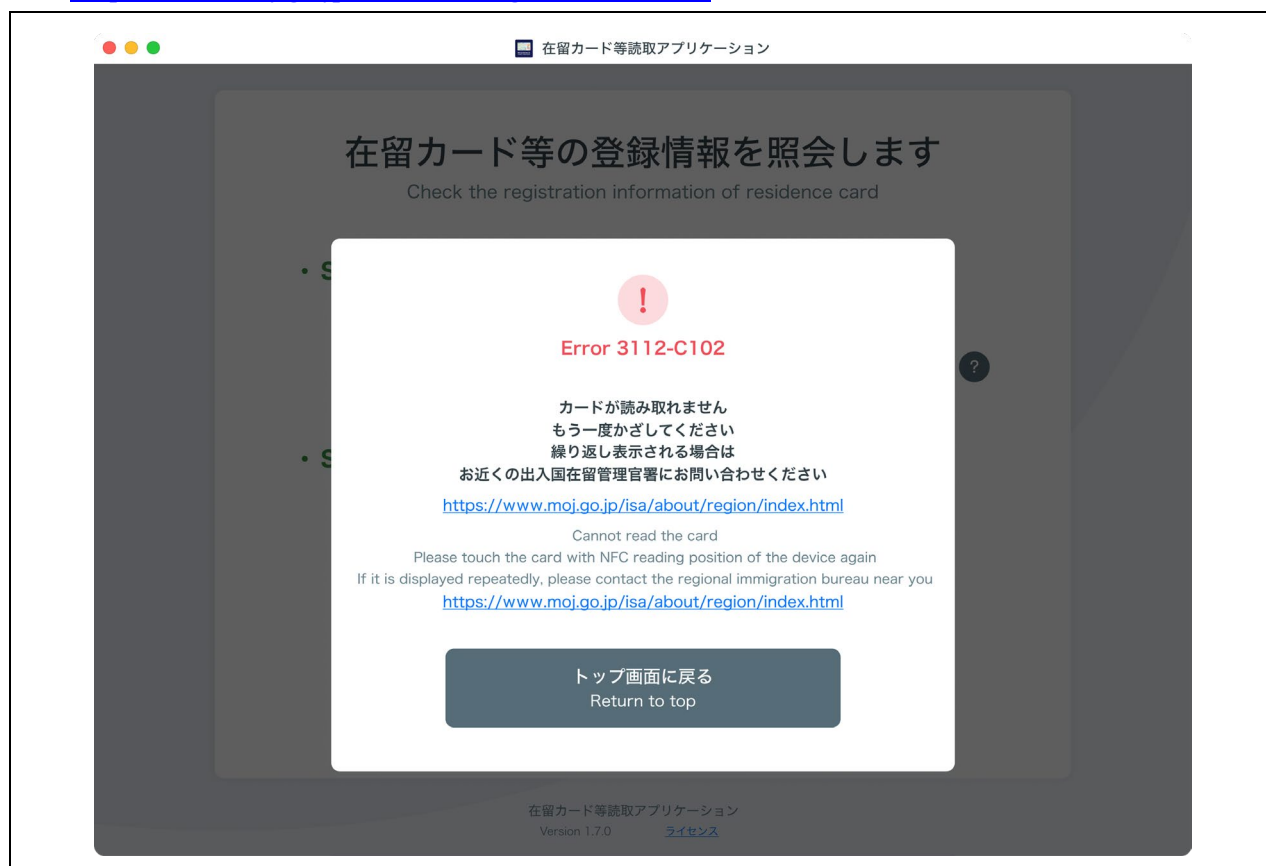 在留カード等読取アプリケーション
在留カード等の登録情報を照会します
Check the registration information of residence card
・S
!
Error 3112-C102
?
カードが読み取れません
もう一度かざしてください
繰り返し表示される場合は
・S
お近くの出入国在留管理官署にお問い合わせください
https://www.moj.go.jp/isa/about/region/index.html
Cannot read the card
Please touch the card with NFC reading position of the device again
If it is displayed repeatedly, please contact the regional immigration bureau near you
https://www.moj.go.jp/isa/about/region/index.html
トップ画面に戻る
Return to top
在留カード等読取アプリケーション
Version 1.7.0 ライセンス